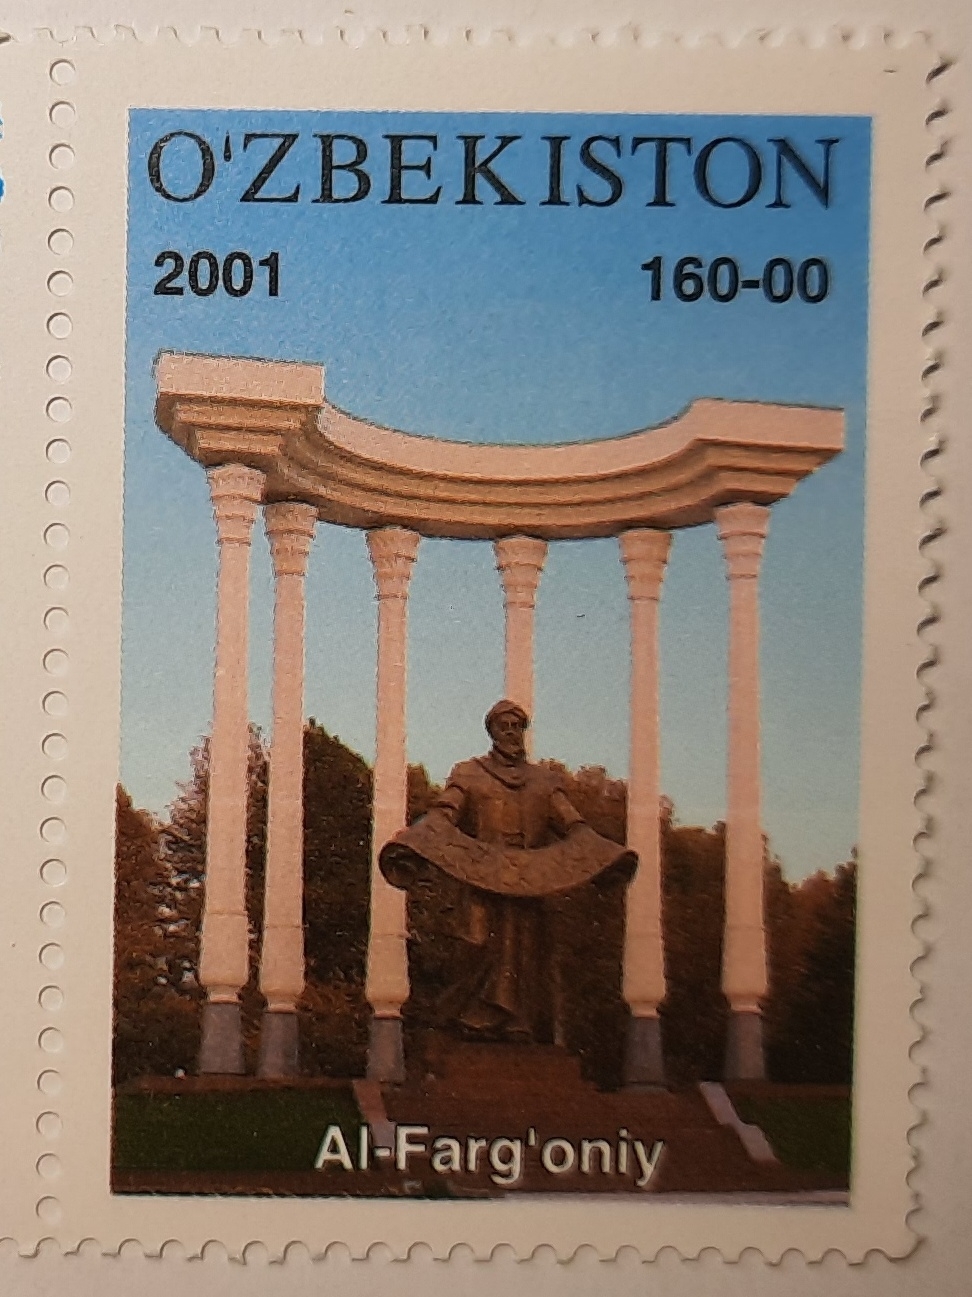 O'ZBEKISTON
2001 160-00
Al-Farg'oniy